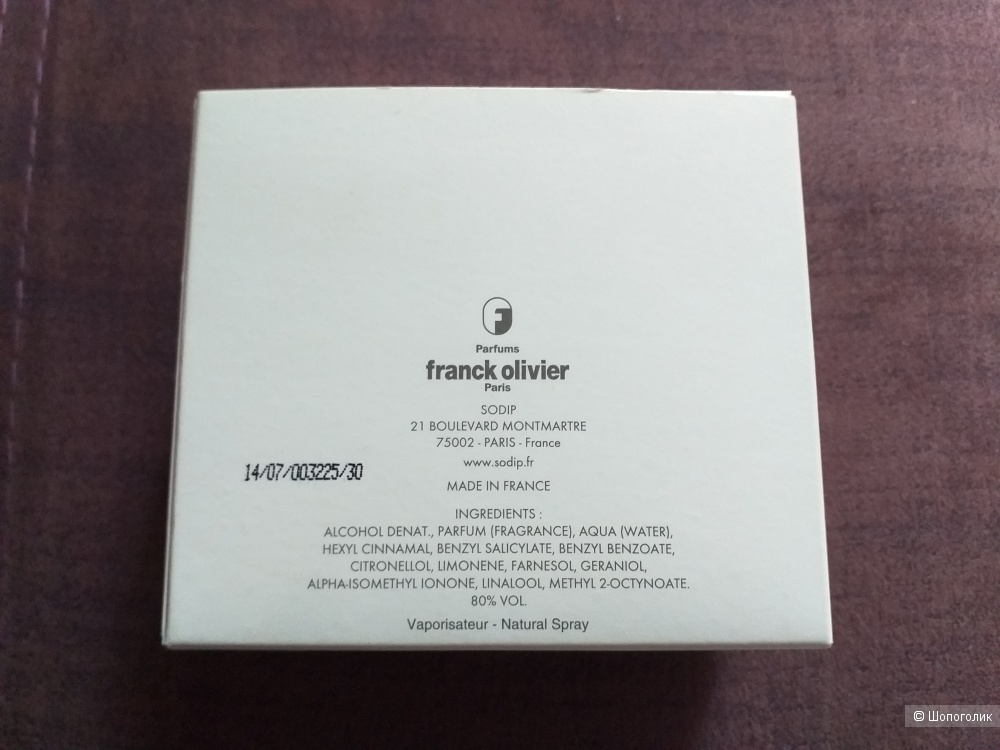 F
Parfums
franck olivier
Paris
SODIP
21 BOULEVARD MONTMARTRE
75002 - PARIS - France
www.sodip.fr
14/07/003225/30
MADE IN FRANCE
INGREDIENTS :
ALCOHOL DENAT., PARFUM (FRAGRANCE), AQUA (WATER),
HEXYL CINNAMAL, BENZYL SALICYLATE, BENZYL BENZOATE,
CITRONELLOL, LIMONENE, FARNESOL, GERANIOL,
ALPHA-ISOMETHYL IONONE, LINALOOL, METHYL 2-OCTYNOATE.
80% VOL.
Vaporisateur - Natural Spray
© Шопоголик